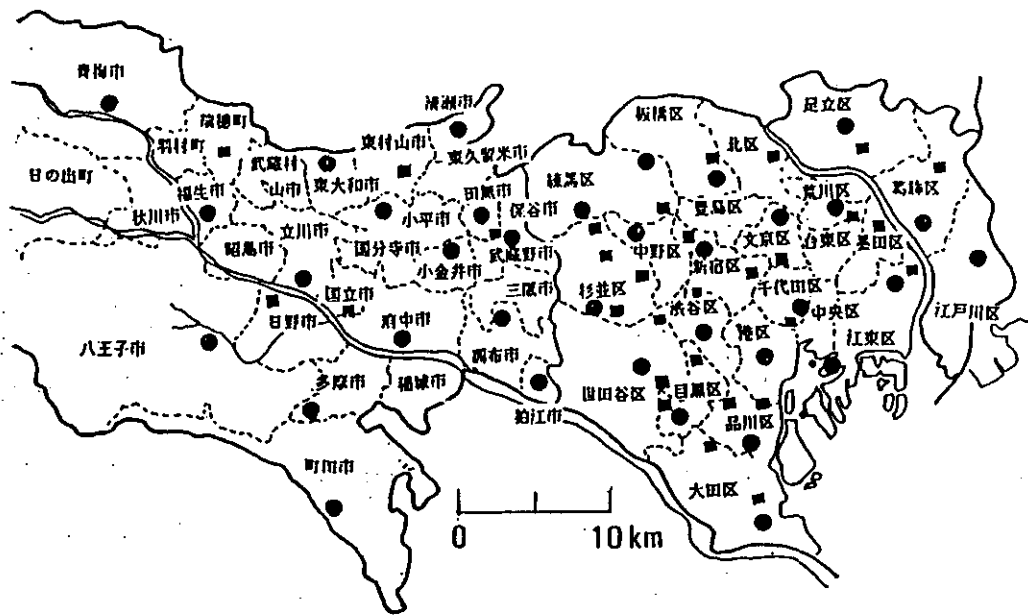 青梅市
瑞穂町
羽村町
日の出町
福生市
秋川市
武蔵村
山市
東大和市
東村山市
清瀬市
東久留米市
昭島市
立川市
国分寺市
小平市
田無市
保谷市
小金井市
武蔵野市
三鷹市
国立市
日野市
府中市
調布市
八王子市
多摩市
稲城市
狛江市
町田市
板橋区
北区
足立区
練馬区
豊島区
荒川区
葛飾区
中野区
文京区
台東区
墨田区
新宿区
杉並区
千代田区
渋谷区
中央区
江戸川区
港区
江東区
世田谷区
目黒区
品川区
大田区
0
10km